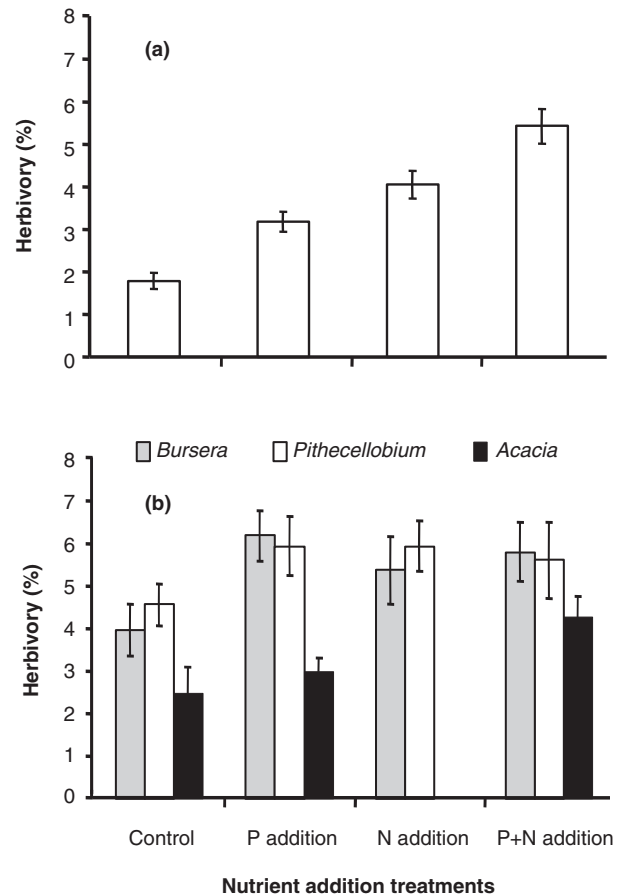 8
(a)
7
6
5
4
3
2
1
0
Herbivory (%)
Bursera Pithecellobium Acacia
8
(b)
7
6
5
4
3
2
1
0
Herbivory (%)
Control P addition N addition P+N addition
Nutrient addition treatments